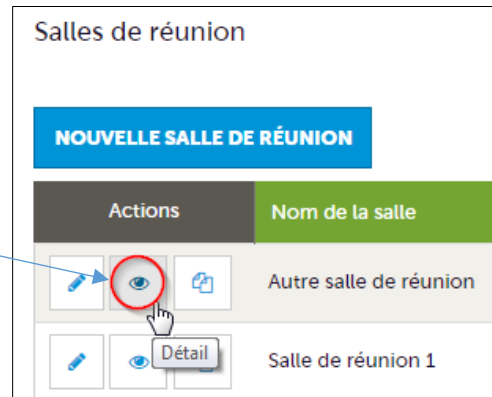 Salles de réunion
NOUVELLE SALLE DE RÉUNION
Actions Nom de la salle
Autre salle de réunion
Détail
Salle de réunion 1